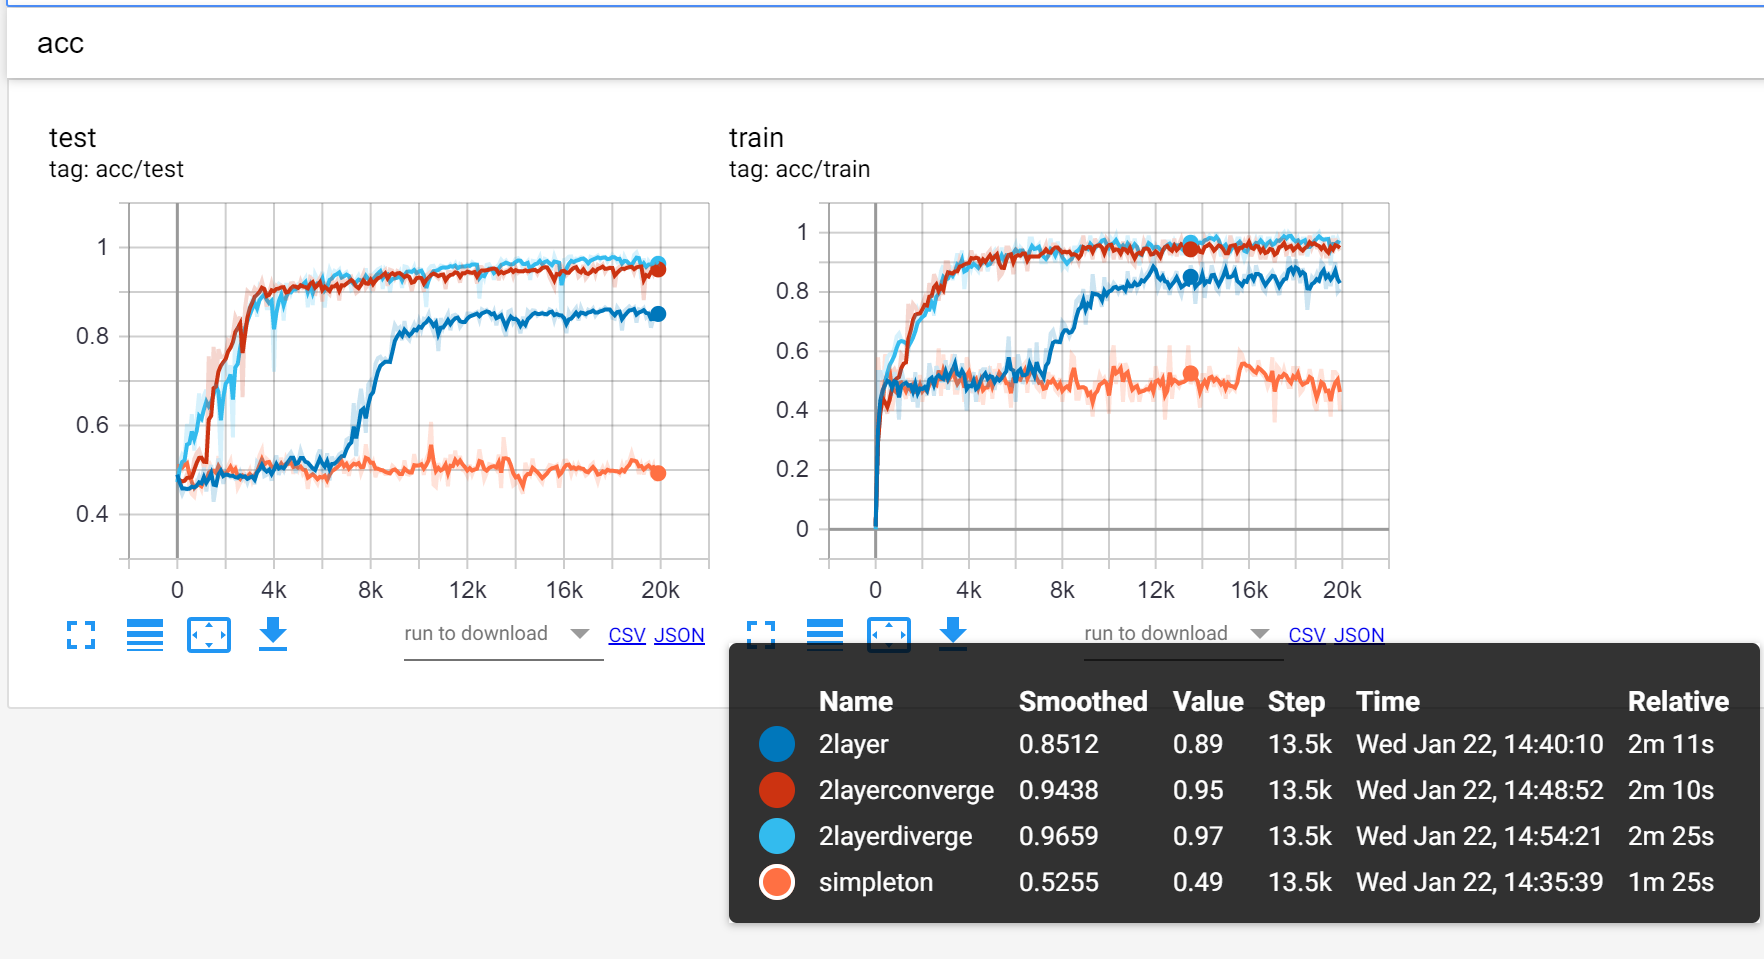 acc
test
tag: acc/test
1
0.8
0.6
0.4
0 4k 8k 12k 16k 20k
run to download CSV JSON
train
tag: acc/train
1
0.8
0.6
0.4
0.2
0
0 4k 8k 12k 16k 20k
run to download CSV JSON
Name Smoothed Value Step Time Relative
2layer 0.8512 0.89 13.5k Wed Jan 22, 14:40:10 2m 11s
2layerconverge 0.9438 0.95 13.5k Wed Jan 22, 14:48:52 2m 10s
2layerdiverge 0.9659 0.97 13.5k Wed Jan 22, 14:54:21 2m 25s
simpleton 0.5255 0.49 13.5k Wed Jan 22, 14:35:39 1m 25s